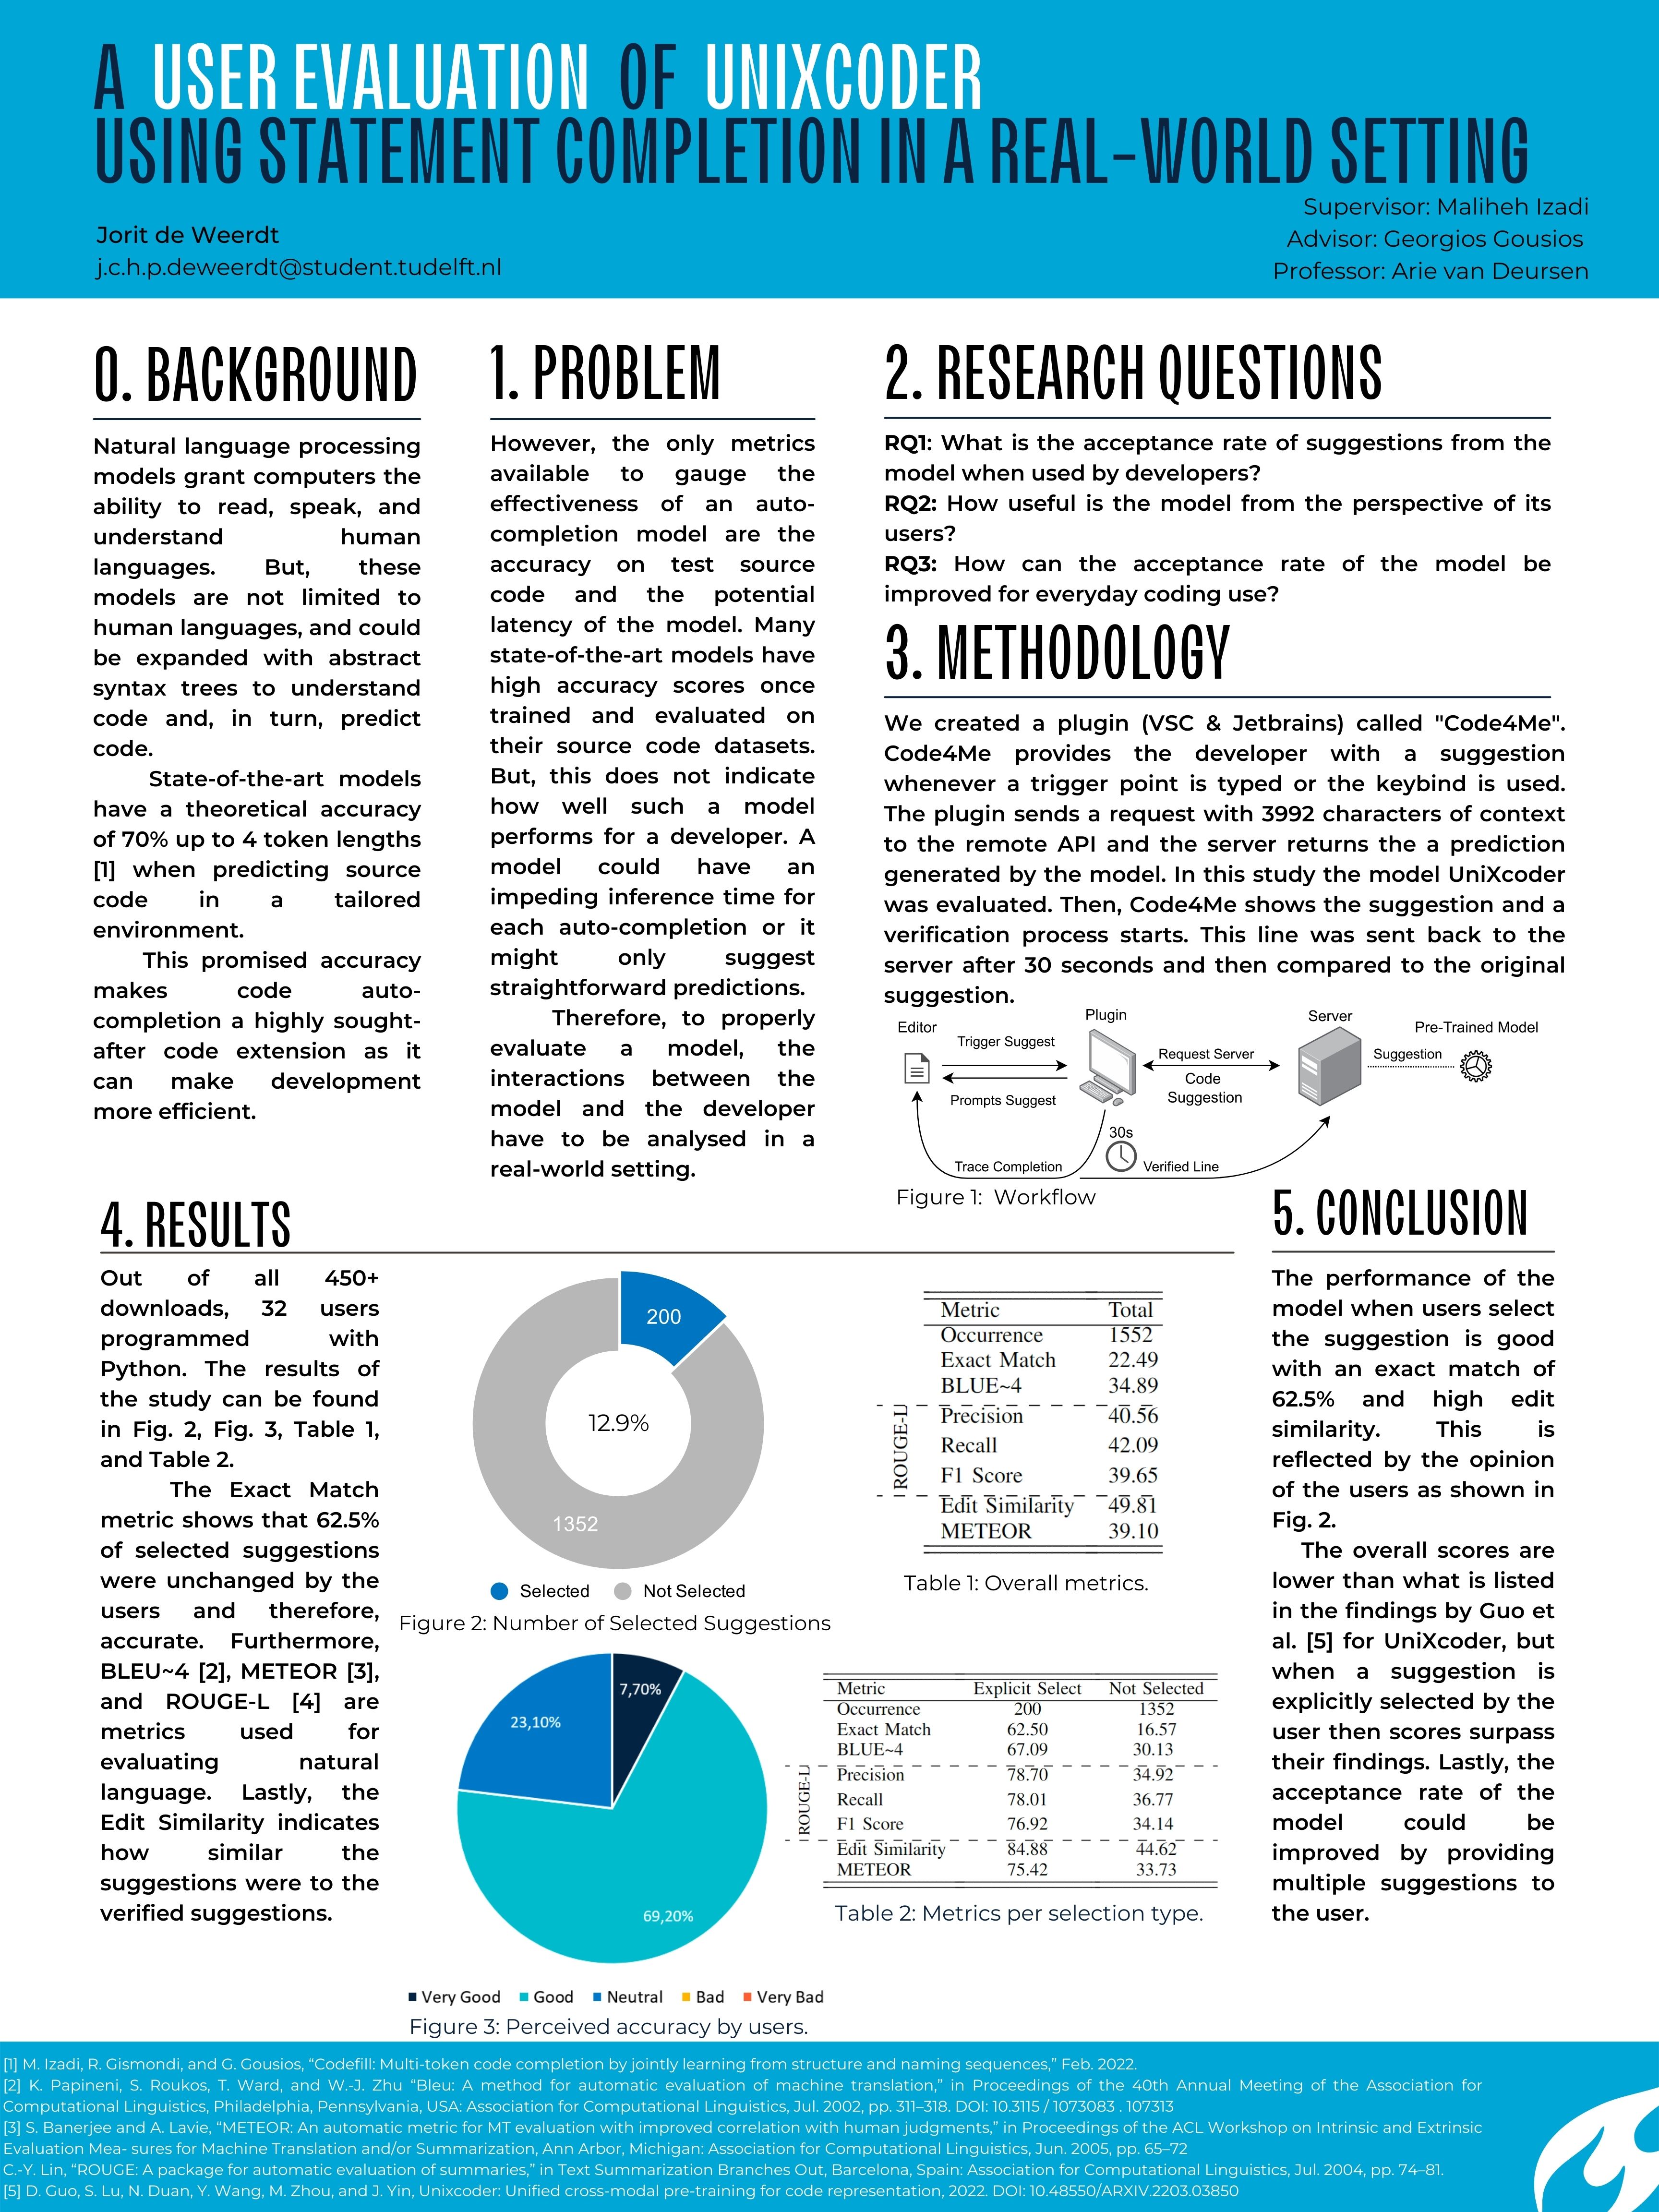 A USER EVALUATION OF UNIXCODER
USING STATEMENT COMPLETION IN A REAL-WORLD SETTING
Jorit de Weerdt
j.c.h.p.deweerdt@student.tudelft.nl
Supervisor: Maliheh Izadi
Advisor: Georgios Gousios
Professor: Arie van Deursen
0. BACKGROUND
Natural language processing
models grant computers the
ability to read, speak, and
understand human
languages. But, these
models are not limited to
human languages, and could
be expanded with abstract
syntax trees to understand
code and, in turn, predict
code.
State-of-the-art models
have a theoretical accuracy
of 70% up to 4 token lengths
[1] when predicting source
code in a tailored
environment.
This promised accuracy
makes code auto-
completion a highly sought-
after code extension as it
can make development
more efficient.
1. PROBLEM
However, the only metrics
available to gauge the
effectiveness of an auto-
completion model are the
accuracy on test source
code and the potential
latency of the model. Many
state-of-the-art models have
high accuracy scores once
trained and evaluated on
their source code datasets.
But, this does not indicate
how well such a model
performs for a developer. A
model could have an
impeding inference time for
each auto-completion or it
might only suggest
straightforward predictions.
Therefore, to properly
evaluate a model, the
interactions between the
model and the developer
have to be analysed in a
real-world setting.
2. RESEARCH QUESTIONS
RQ1: What is the acceptance rate of suggestions from the
model when used by developers?
RQ2: How useful is the model from the perspective of its
users?
RQ3: How can the acceptance rate of the model be
improved for everyday coding use?
3. METHODOLOGY
We created a plugin (VSC & Jetbrains) called "Code4Me".
Code4Me provides the developer with a suggestion
whenever a trigger point is typed or the keybind is used.
The plugin sends a request with 3992 characters of context
to the remote API and the server returns the a prediction
generated by the model. In this study the model UniXcoder
was evaluated. Then, Code4Me shows the suggestion and a
verification process starts. This line was sent back to the
server after 30 seconds and then compared to the original
suggestion.
Editor
Trigger Suggest
Prompts Suggest
Plugin
Request Server
Code
Suggestion
Server
Suggestion
Pre-Trained Model
Trace Completion
30s
Verified Line
Figure 1: Workflow
4. RESULTS
Out of all 450+
downloads, 32 users
programmed with
Python. The results of
the study can be found
in Fig. 2, Fig. 3, Table 1,
and Table 2.
The Exact Match
metric shows that 62.5%
of selected suggestions
were unchanged by the
users and therefore,
accurate. Furthermore,
BLEU~4 [2], METEOR [3],
and ROUGE-L [4] are
metrics used for
evaluating natural
language. Lastly, the
Edit Similarity indicates
how similar the
suggestions were to the
verified suggestions.
200
12.9%
1352
Selected Not Selected
Figure 2: Number of Selected Suggestions
Metric Total
Occurrence 1552
Exact Match 22.49
BLUE~4 34.89
ROUGE-L
Precision 40.56
Recall 42.09
F1 Score 39.65
Edit Similarity 49.81
METEOR 39.10
Table 1: Overall metrics.
7,70%
23,10%
69,20%
Very Good Good Neutral Bad Very Bad
Figure 3: Perceived accuracy by users.
Metric Explicit Select Not Selected
Occurrence 200 1352
Exact Match 62.50 16.57
BLUE~4 67.09 30.13
ROUGE-L
Precision 78.70 34.92
Recall 78.01 36.77
F1 Score 76.92 34.14
Edit Similarity 84.88 44.62
METEOR 75.42 33.73
Table 2: Metrics per selection type.
5. CONCLUSION
The performance of the
model when users select
the suggestion is good
with an exact match of
62.5% and high edit
similarity. This is
reflected by the opinion
of the users as shown in
Fig. 2.
The overall scores are
lower than what is listed
in the findings by Guo et
al. [5] for UniXcoder, but
when a suggestion is
explicitly selected by the
user then scores surpass
their findings. Lastly, the
acceptance rate of the
model could be
improved by providing
multiple suggestions to
the user.
[1] M. Izadi, R. Gismondi, and G. Gousios, “Codefill: Multi-token code completion by jointly learning from structure and naming sequences,” Feb. 2022.
[2] K. Papineni, S. Roukos, T. Ward, and W.-J. Zhu “Bleu: A method for automatic evaluation of machine translation,” in Proceedings of the 40th Annual Meeting of the Association for
Computational Linguistics, Philadelphia, Pennsylvania, USA: Association for Computational Linguistics, Jul. 2002, pp. 311–318. DOI: 10.3115 / 1073083 . 107313
[3] S. Banerjee and A. Lavie, “METEOR: An automatic metric for MT evaluation with improved correlation with human judgments,” in Proceedings of the ACL Workshop on Intrinsic and Extrinsic
Evaluation Mea- sures for Machine Translation and/or Summarization, Ann Arbor, Michigan: Association for Computational Linguistics, Jun. 2005, pp. 65–72
C.-Y. Lin, “ROUGE: A package for automatic evaluation of summaries,” in Text Summarization Branches Out, Barcelona, Spain: Association for Computational Linguistics, Jul. 2004, pp. 74–81.
[5] D. Guo, S. Lu, N. Duan, Y. Wang, M. Zhou, and J. Yin, Unixcoder: Unified cross-modal pre-training for code representation, 2022. DOI: 10.48550/ARXIV.2203.03850